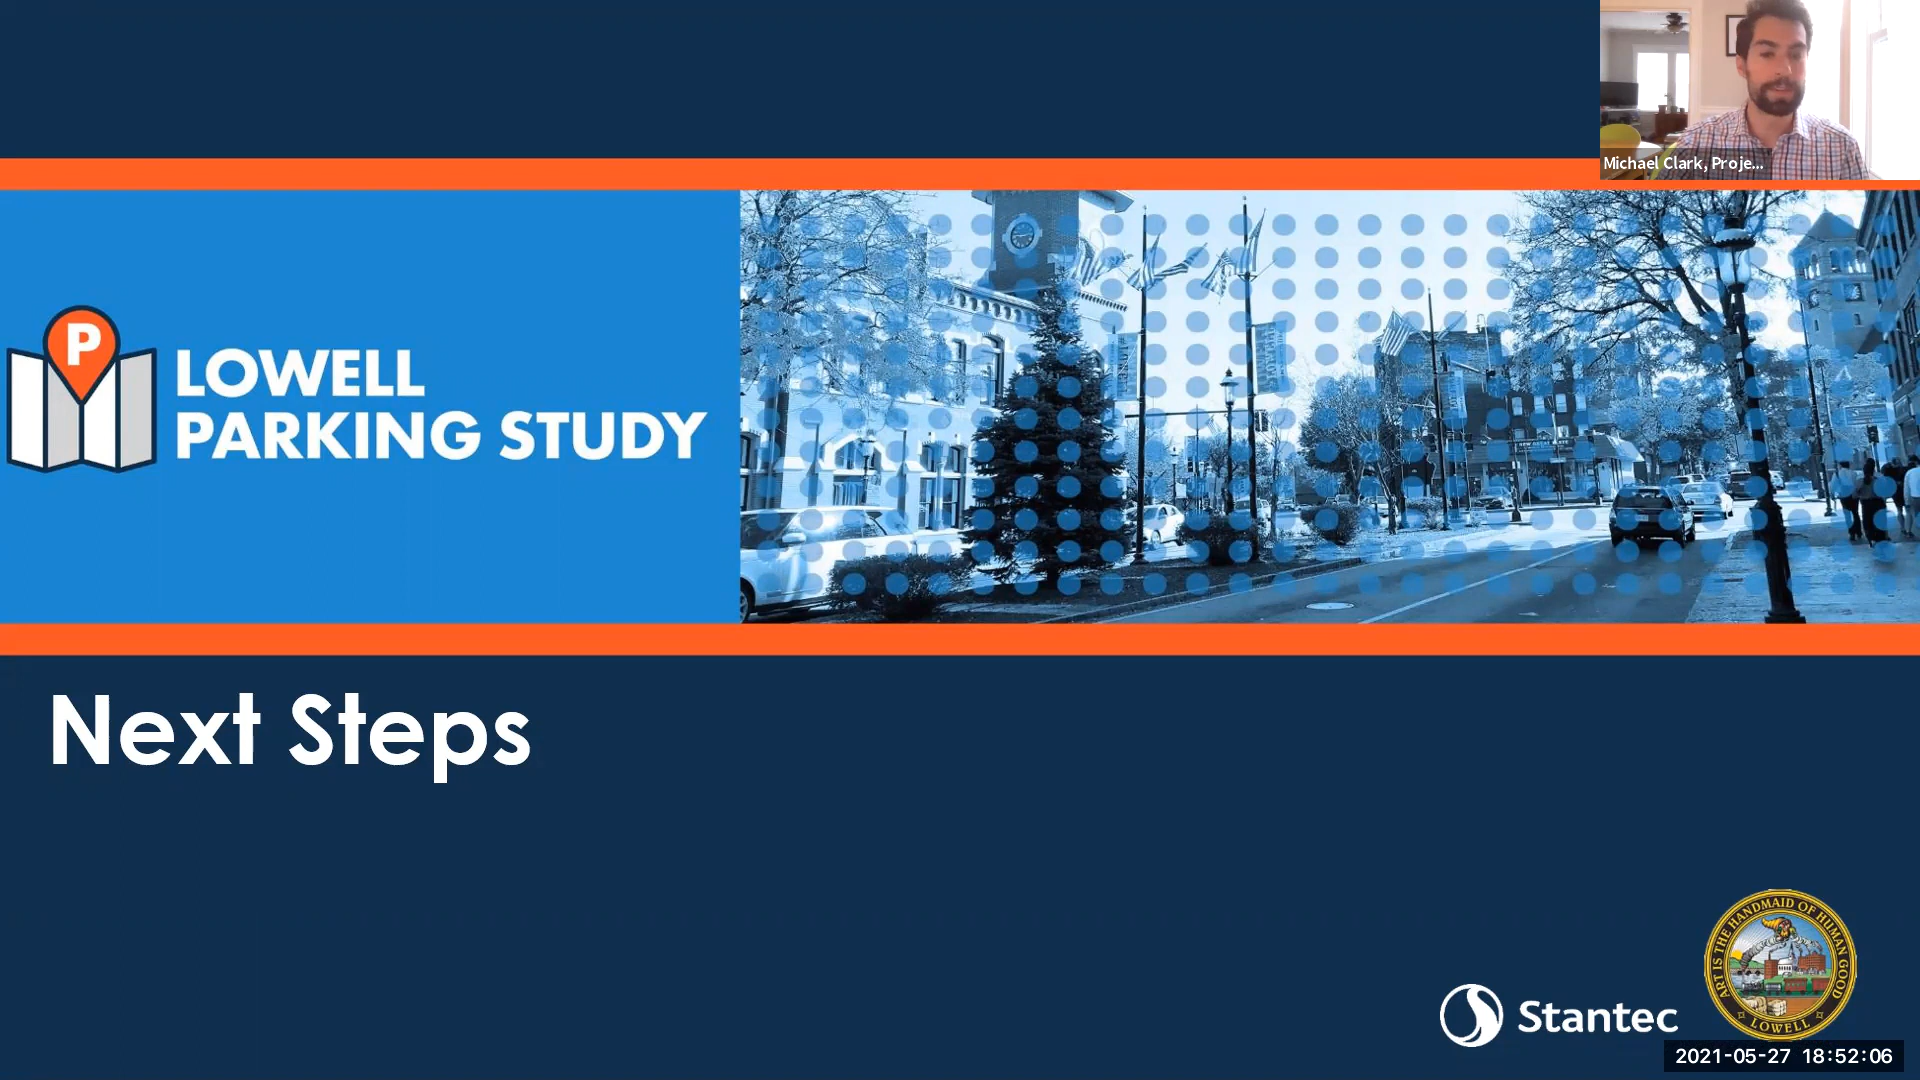 Michael Clark, Proje...
P
LOWELL
PARKING STUDY
Next Steps
Stantec
ART IS THE HANDMAID OF HUMAN GOOD
LOWELL
2021-05-27 18:52:06